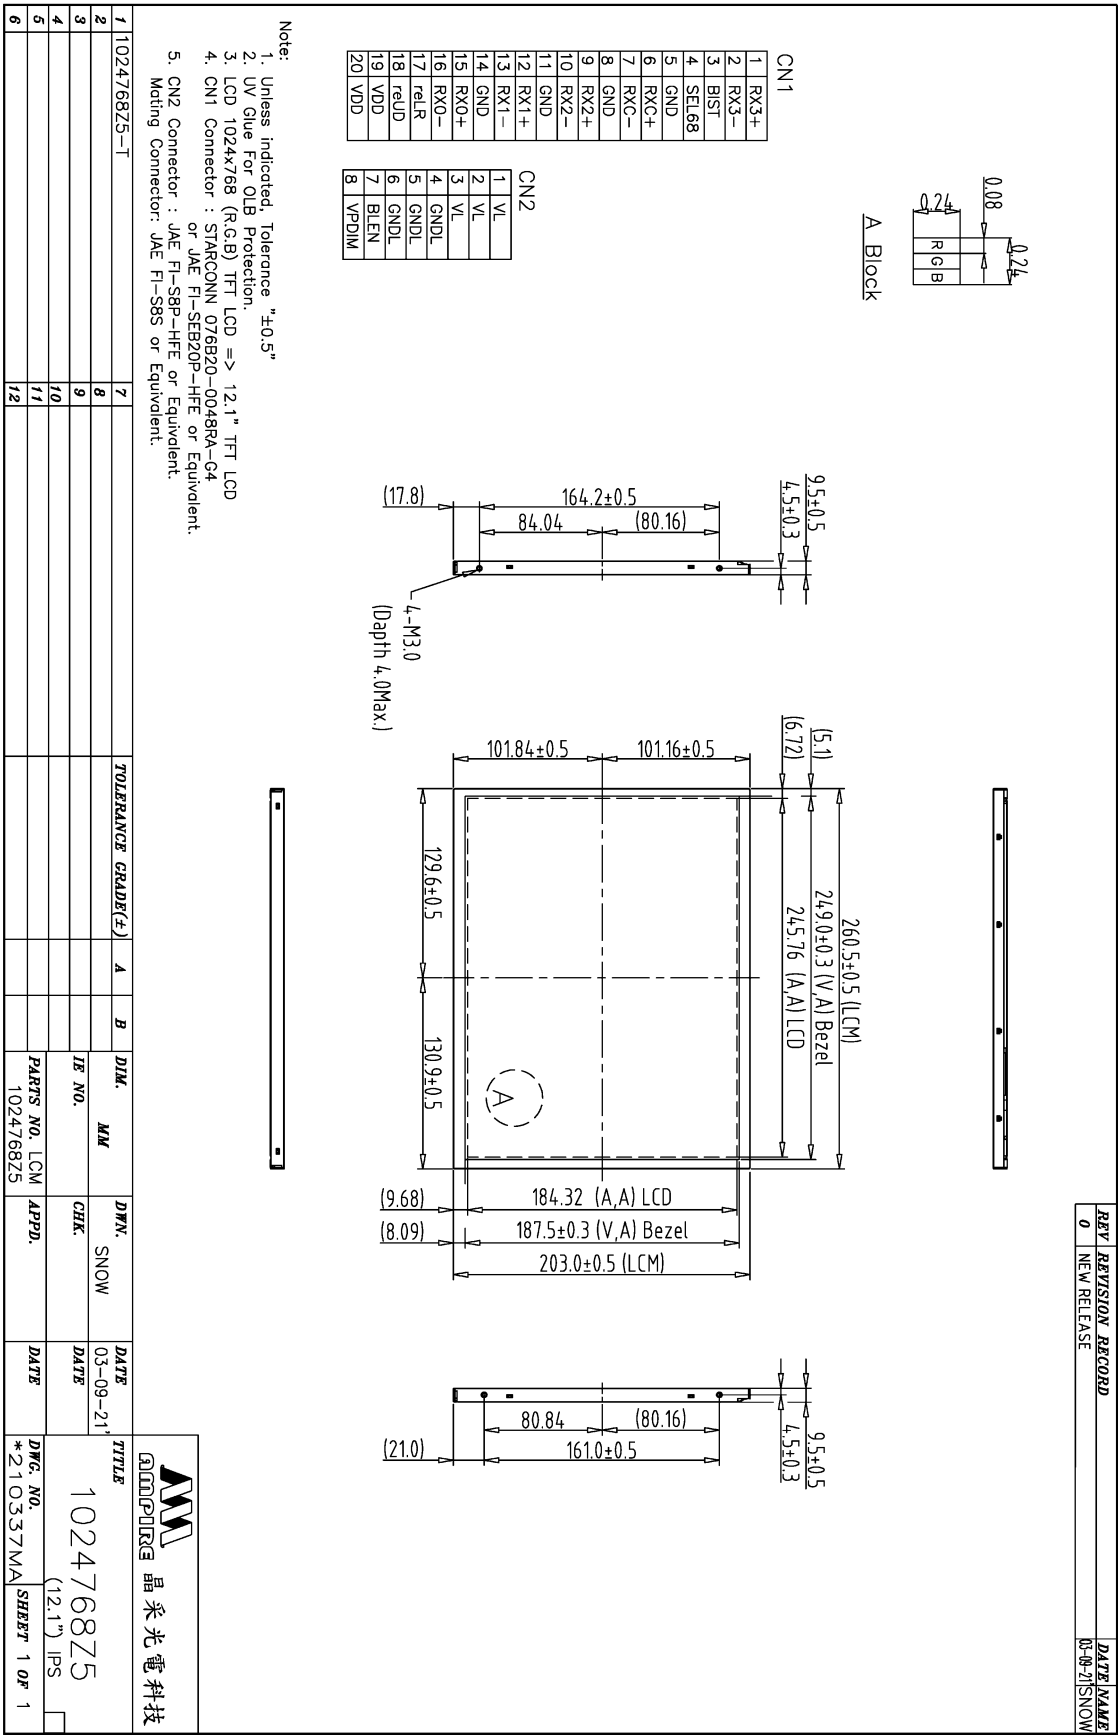 REV REVISION RECORD DATE NAME
0 NEW RELEASE 03-09-21' SNOW
0.24
0.08
0.24
R G B
A Block
CN1
1 RX3+
2 RX3-
3 BIST
4 SEL68
5 GND
6 RXC+
7 RXC-
8 GND
9 RX2+
10 RX2-
11 GND
12 RX1+
13 RX1-
14 GND
15 RX0+
16 RX0-
17 reLR
18 reUD
19 VDD
20 VDD
CN2
1 VL
2 VL
3 VL
4 GNDL
5 GNDL
6 GNDL
7 BLEN
8 VPDIM
9.5±0.5
4.5±0.3
164.2±0.5
(17.8)
84.04
(80.16)
4-M3.0
(Dapth 4.0Max.)
260.5±0.5 (LCM)
249.0±0.3 (V,A) Bezel
245.76 (A,A) LCD
(5.1)
(6.72)
101.84±0.5
101.16±0.5
129.6±0.5
130.9±0.5
A
(9.68)
184.32 (A,A) LCD
(8.09)
187.5±0.3 (V,A) Bezel
203.0±0.5 (LCM)
9.5±0.5
4.5±0.3
80.84
(80.16)
(21.0)
161.0±0.5
Note:
1. Unless indicated, Tolerance "±0.5"
2. UV Glue For OLB Protection.
3. LCD 1024x768 (R.G.B) TFT LCD => 12.1" TFT LCD
4. CN1 Connector : STARCONN 076B20-0048RA-G4
or JAE FI-SEB20P-HFE or Equivalent.
5. CN2 Connector : JAE FI-S8P-HFE or Equivalent.
Mating Connector: JAE FI-S8S or Equivalent.
1 1024768Z5-T 7 TOLERANCE GRADE(±) A B
2 8
3 9
4 10
5 11
6 12
DIM. MM
IE NO.
PARTS NO. LCM
1024768Z5
DWN. SNOW
CHK.
APPD.
DATE 03-09-21'
DATE
DATE
AMPIRE 晶采光電科技
TITLE
1024768Z5
(12.1") IPS
DWG. NO.
*210337MA
SHEET 1 OF 1